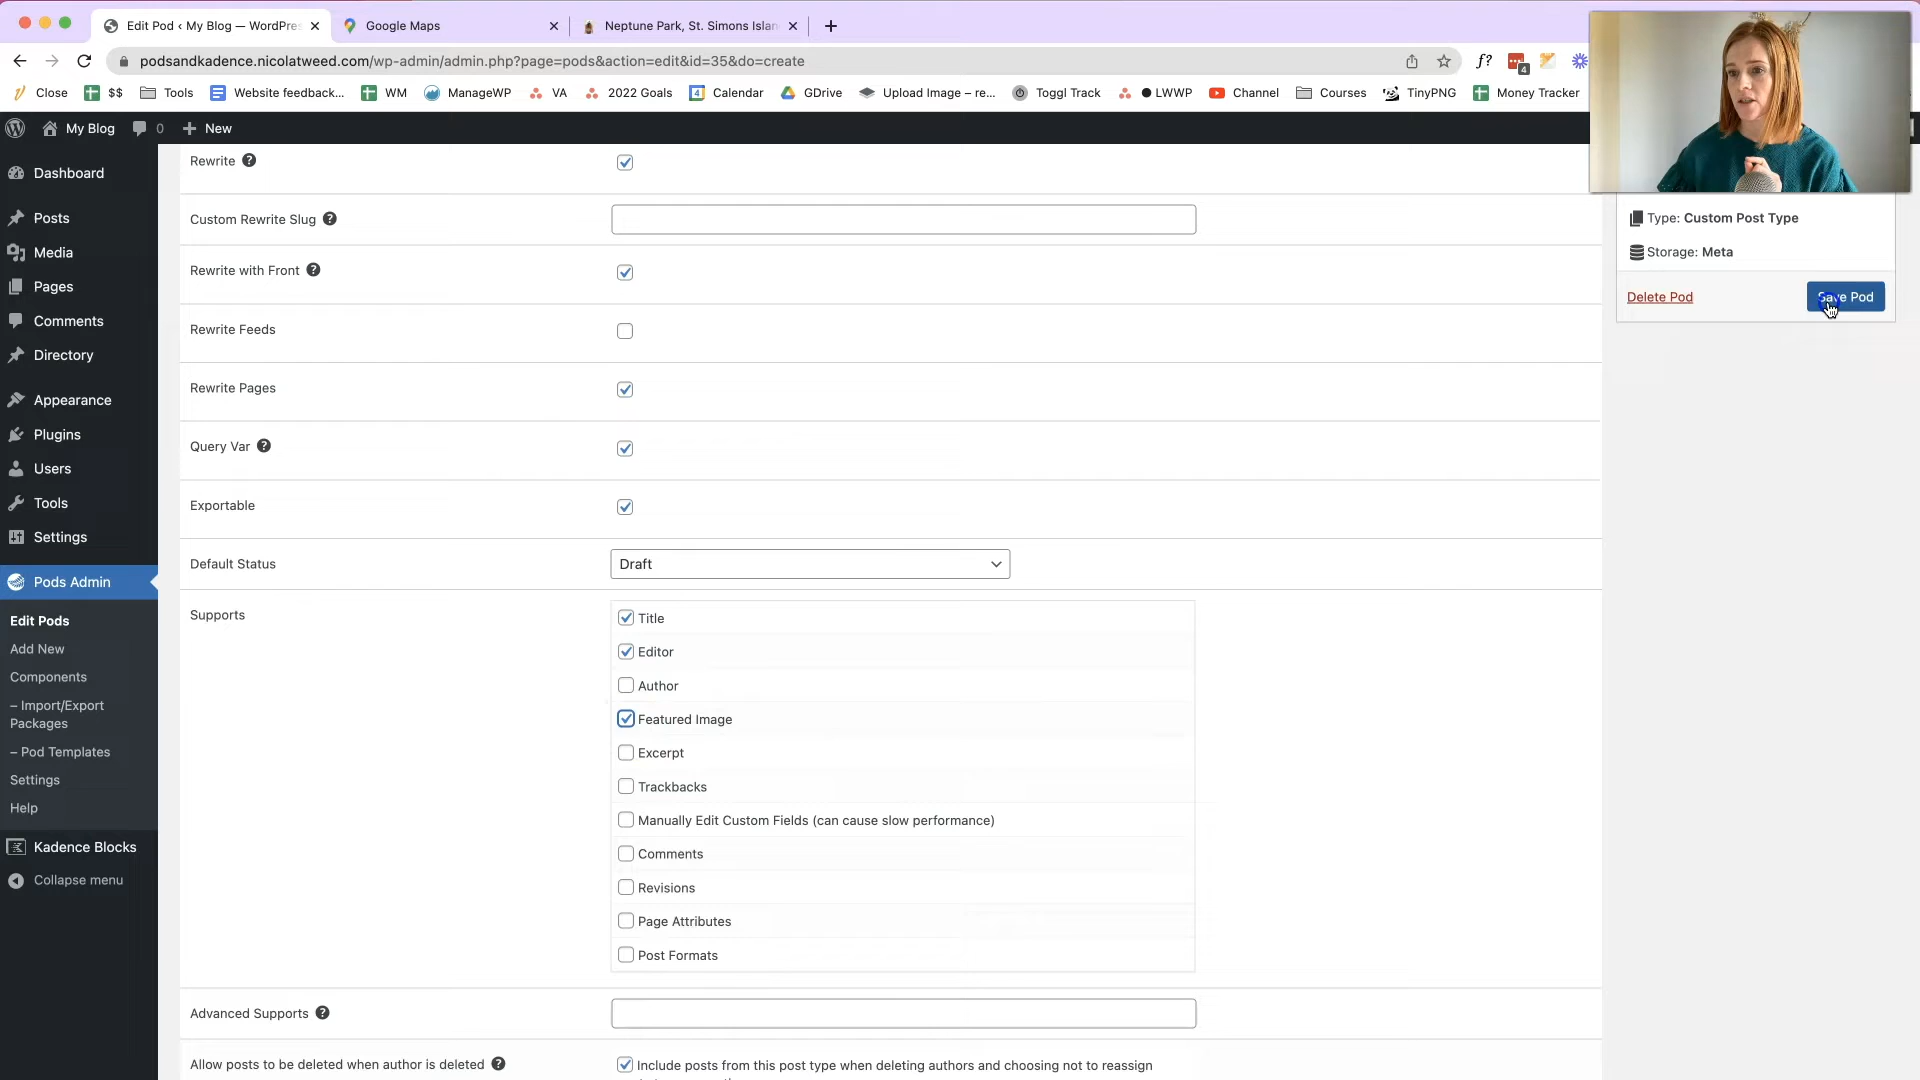 Edit Pod ‹ My Blog — WordPres
Google Maps
Neptune Park, St. Simons Islan
podsandkadence.nicolatweed.com/wp-admin/admin.php?page=pods&action=edit&id=35&do=create
f?
4
Close
$$
Tools
Website feedback...
WM
ManageWP
VA
2022 Goals
Calendar
GDrive
Upload Image – re...
Toggl Track
LWWP
Channel
Courses
TinyPNG
Money Tracker
My Blog
0
New
Dashboard
Posts
Media
Pages
Comments
Directory
Appearance
Plugins
Users
Tools
Settings
Pods Admin
Edit Pods
Add New
Components
– Import/Export
Packages
– Pod Templates
Settings
Help
Kadence Blocks
Collapse menu
Rewrite
Custom Rewrite Slug
Rewrite with Front
Rewrite Feeds
Rewrite Pages
Query Var
Exportable
Default Status
Draft
Supports
Title
Editor
Author
Featured Image
Excerpt
Trackbacks
Manually Edit Custom Fields (can cause slow performance)
Comments
Revisions
Page Attributes
Post Formats
Advanced Supports
Allow posts to be deleted when author is deleted
Include posts from this post type when deleting authors and choosing not to reassign
Type: Custom Post Type
Storage: Meta
Delete Pod
Save Pod